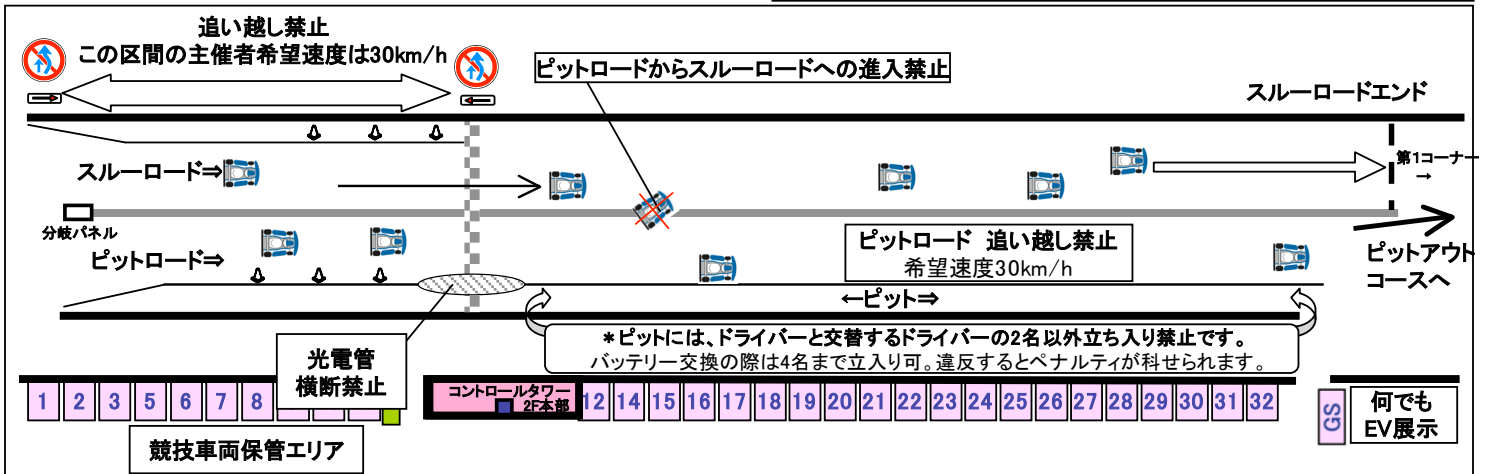 追い越し禁止
この区間の主催者希望速度は30km/h
ピットロードからスルーロードへの進入禁止
スルーロードエンド
スルーロード⇒
第1コーナー
→
分岐パネル
ピットロード⇒
ピットロード 追い越し禁止
希望速度30km/h
ピットアウト
コースへ
←ピット⇒
*ピットには、ドライバーと交替するドライバーの2名以外立ち入り禁止です。
バッテリー交換の際は4名まで立入り可。違反するとペナルティが科せられます。
光電管
横断禁止
1 2 3 5 6 7 8
コントロールタワー
2F本部
12 14 15 16 17 18 19 20 21 22 23 24 25 26 27 28 29 30 31 32
GS
何でも
EV展示
競技車両保管エリア